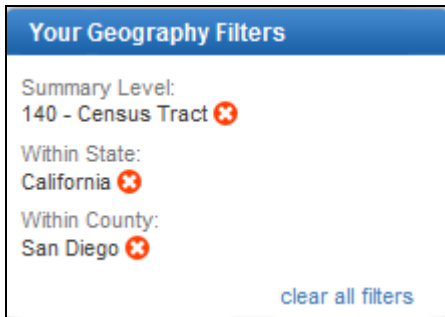 Your Geography Filters
Summary Level:
140 - Census Tract
Within State:
California
Within County:
San Diego
clear all filters